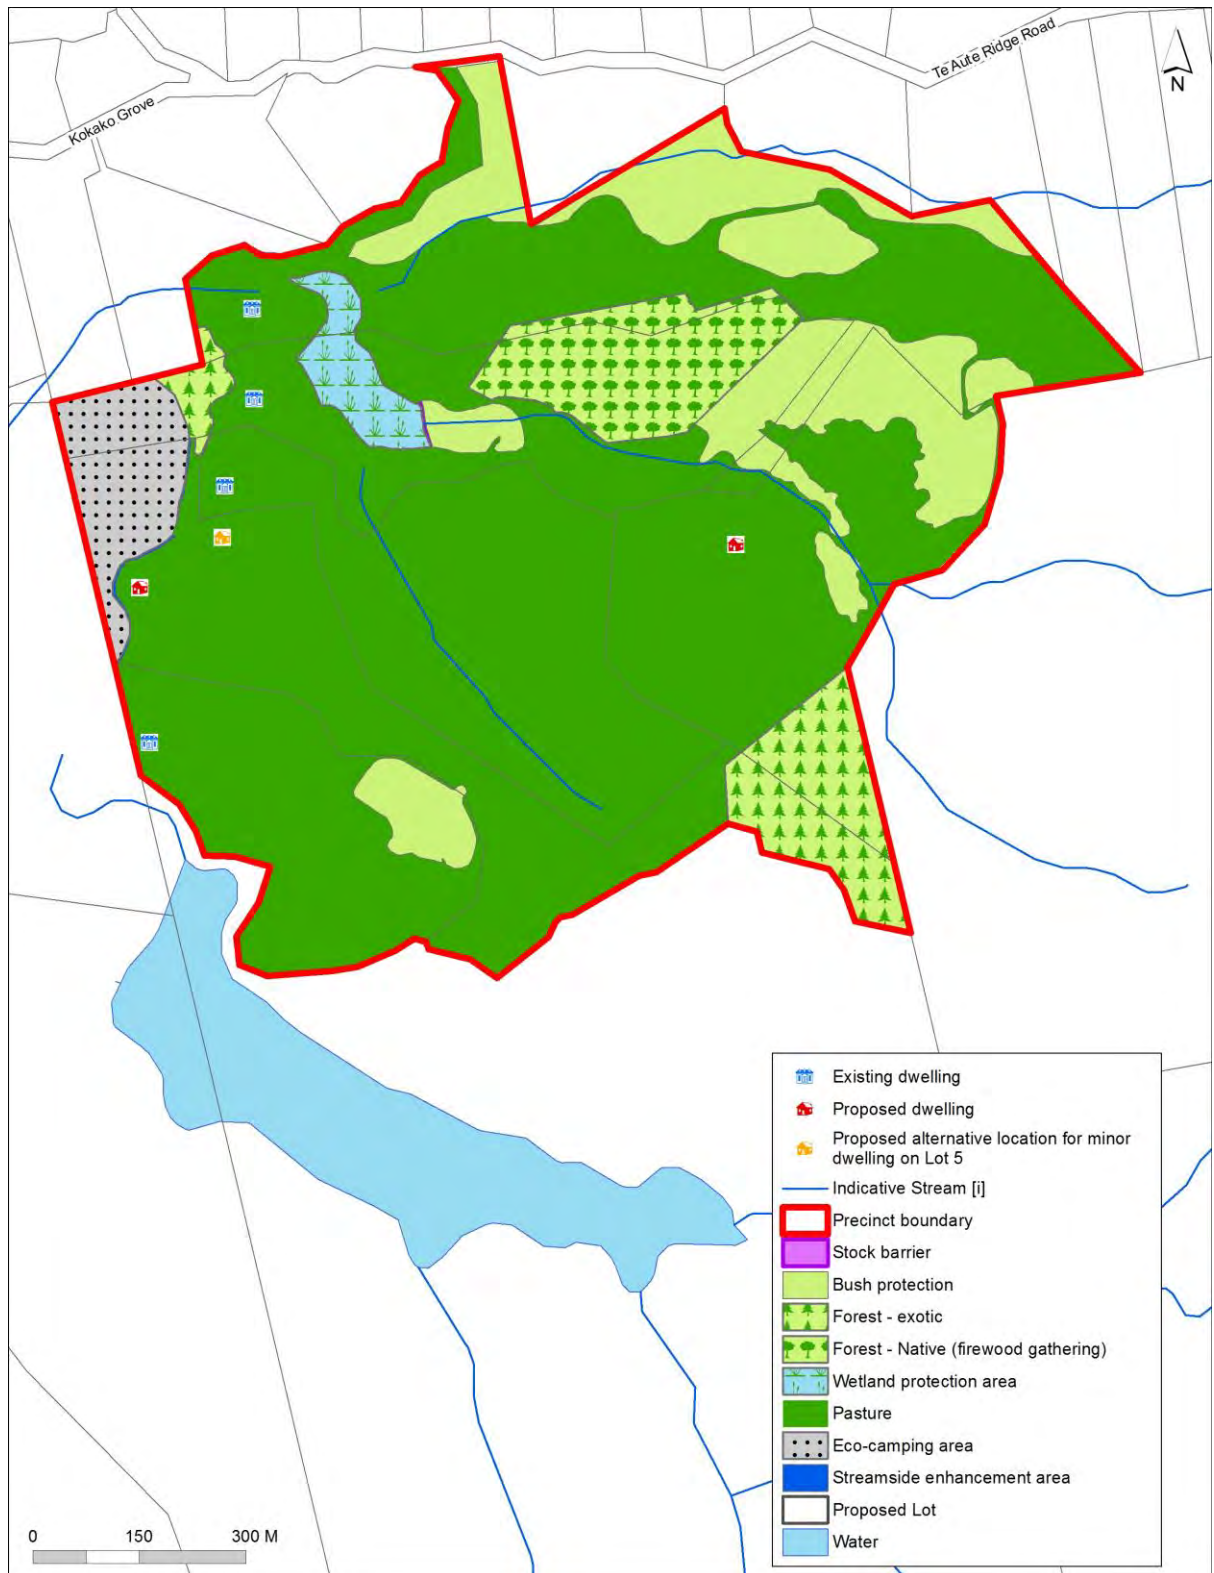 Te Aute Ridge Road
N
Kokako Grove
Existing dwelling
Proposed dwelling
Proposed alternative location for minor
dwelling on Lot 5
Indicative Stream [i]
Precinct boundary
Stock barrier
Bush protection
Forest - exotic
Forest - Native (firewood gathering)
Wetland protection area
Pasture
Eco-camping area
Streamside enhancement area
Proposed Lot
Water
0 150 300 M